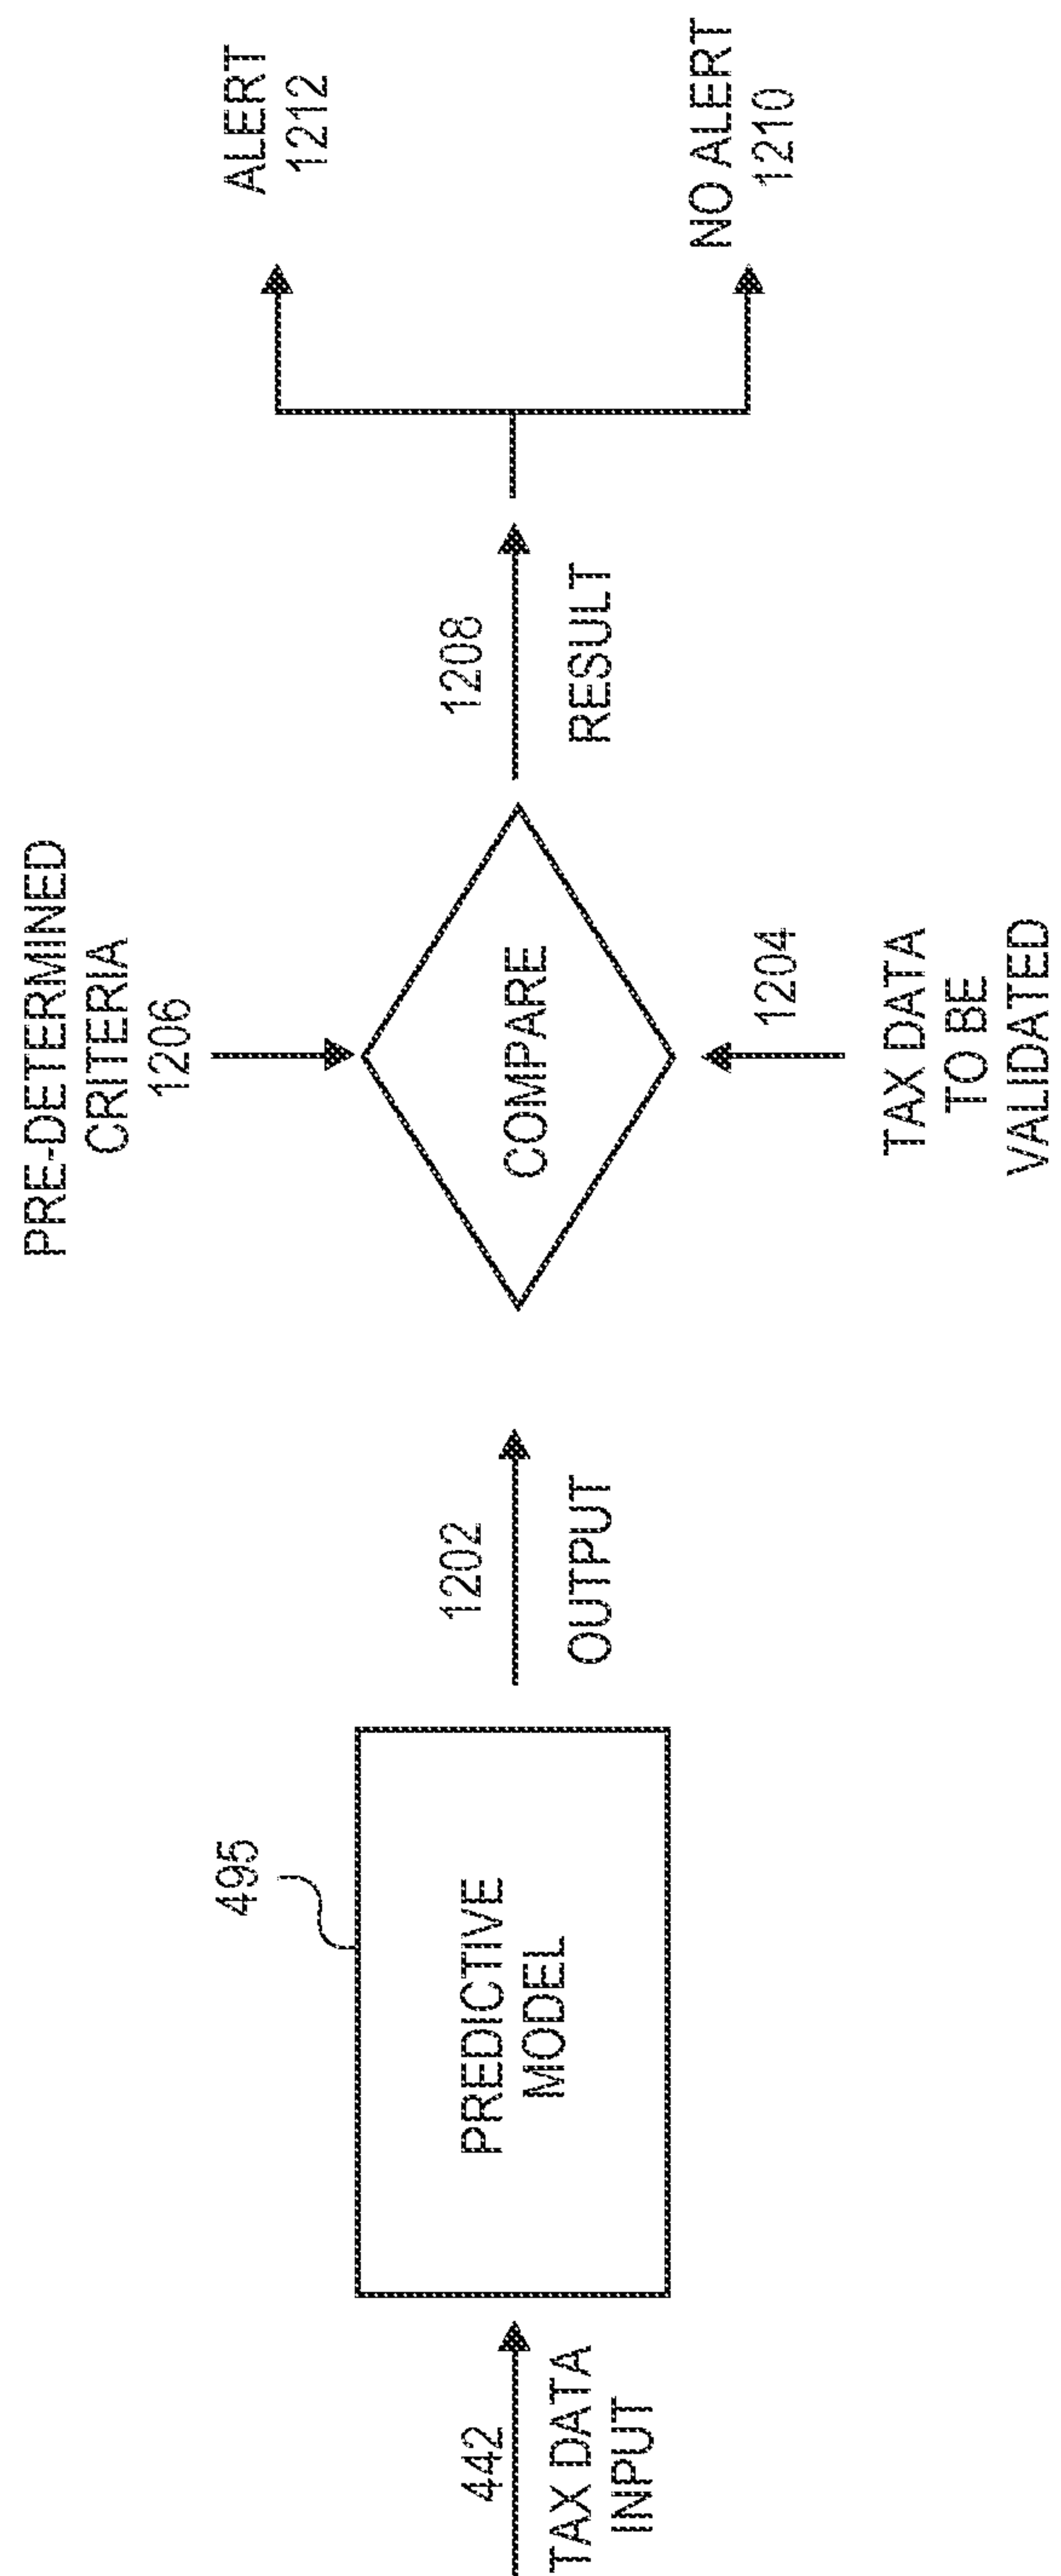 442
TAX DATA
INPUT
495
PREDICTIVE
MODEL
1202
OUTPUT
PRE-DETERMINED
CRITERIA
1206
COMPARE
1204
TAX DATA
TO BE
VALIDATED
1208
RESULT
ALERT
1212
NO ALERT
1210